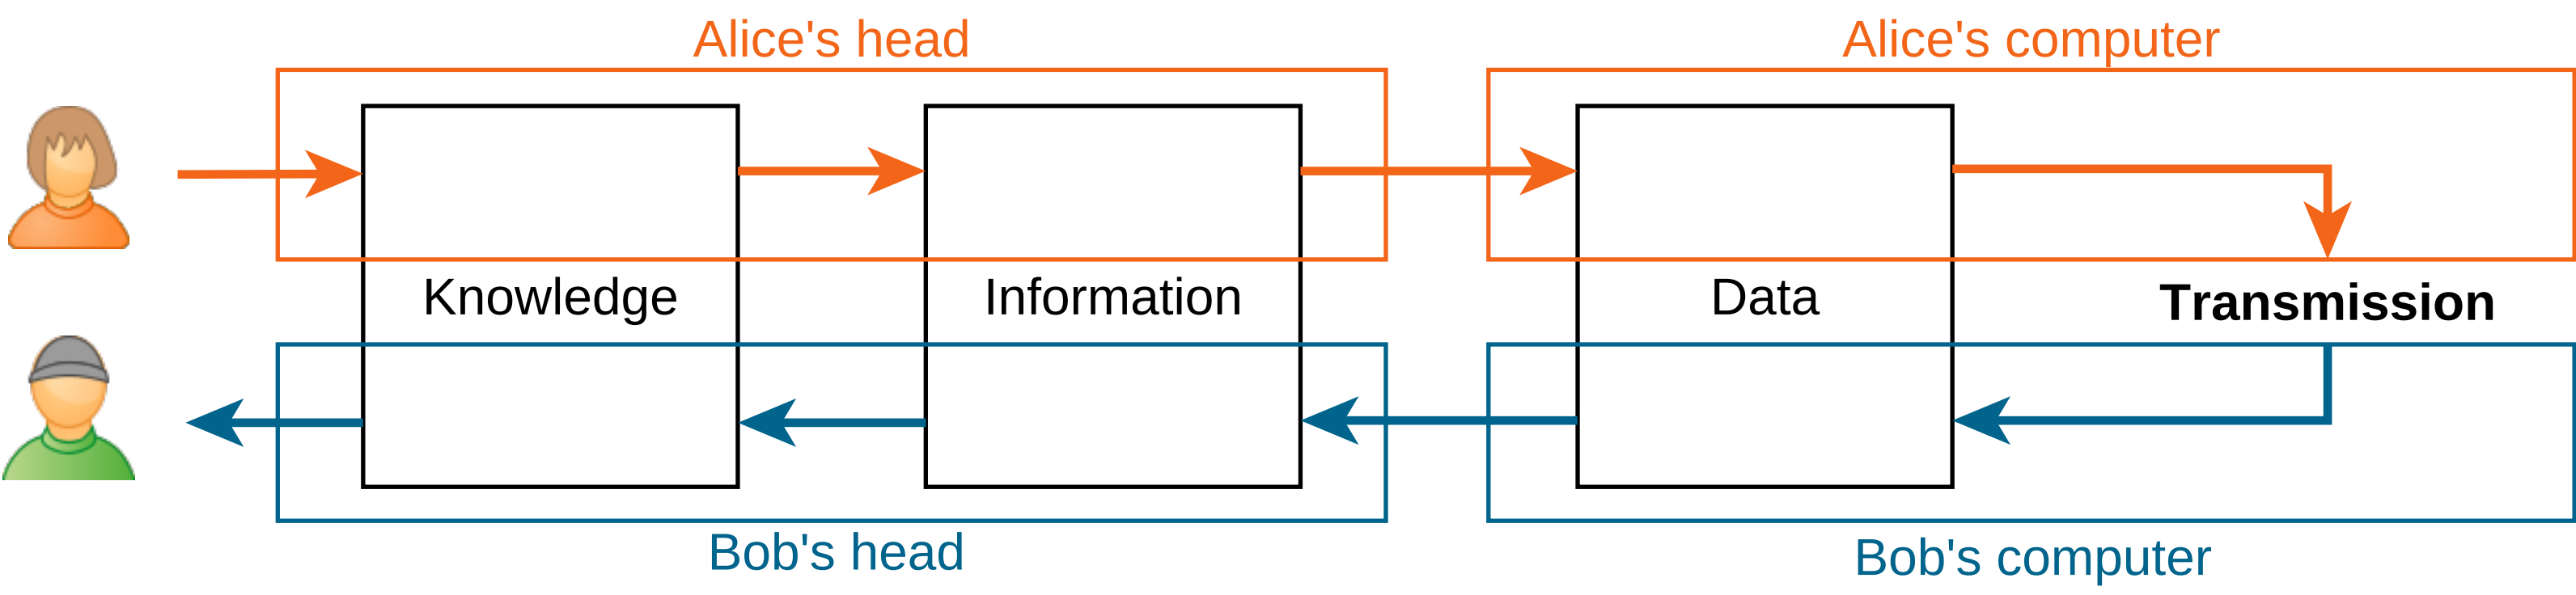 Alice's head
Alice's computer
Knowledge
Information
Data
Transmission
Bob's head
Bob's computer